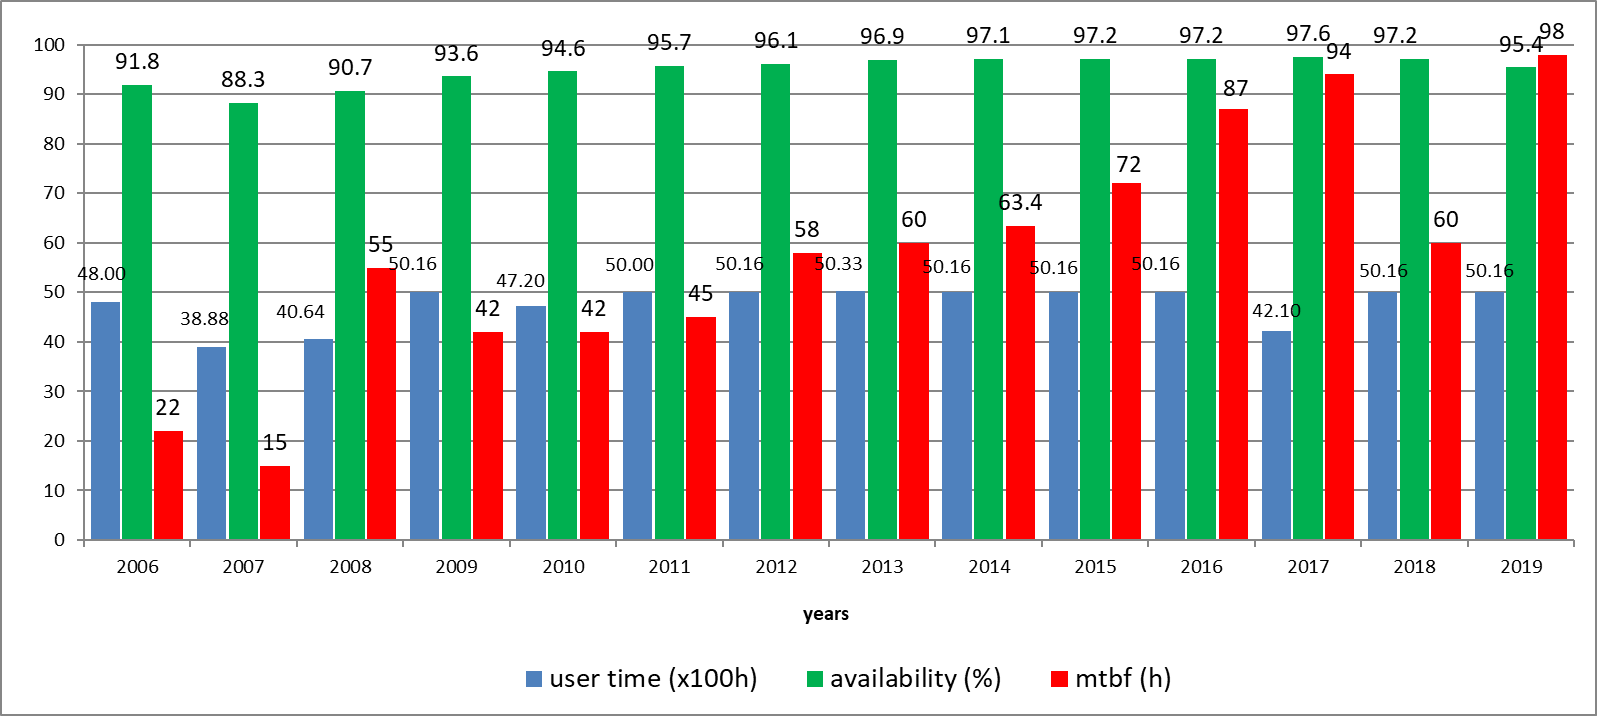 97.1 97.2 97.2 97.6 97.2 98
91.8 88.3 90.7 93.6 94.6 95.7 96.1 96.9 94 95.4
100
90
80
70
60
50
40
30
20
10
0
48.00 38.88 40.64 50.16 47.20 50.00 50.16 50.33 50.16 50.16 50.16 42.10 50.16 50.16
22 15 55 42 42 45 58 60 63.4 72 87 60
2006 2007 2008 2009 2010 2011 2012 2013 2014 2015 2016 2017 2018 2019
years
user time (x100h) availability (%) mtbf (h)